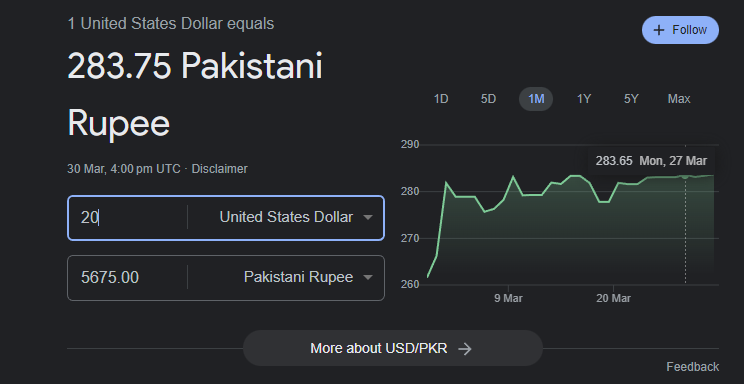 1 United States Dollar equals
283.75 Pakistani
Rupee
30 Mar, 4:00 pm UTC · Disclaimer
20 United States Dollar
5675.00 Pakistani Rupee
+ Follow
1D 5D 1M 1Y 5Y Max
290
283.65 Mon, 27 Mar
280
270
260
9 Mar 20 Mar
More about USD/PKR →
Feedback